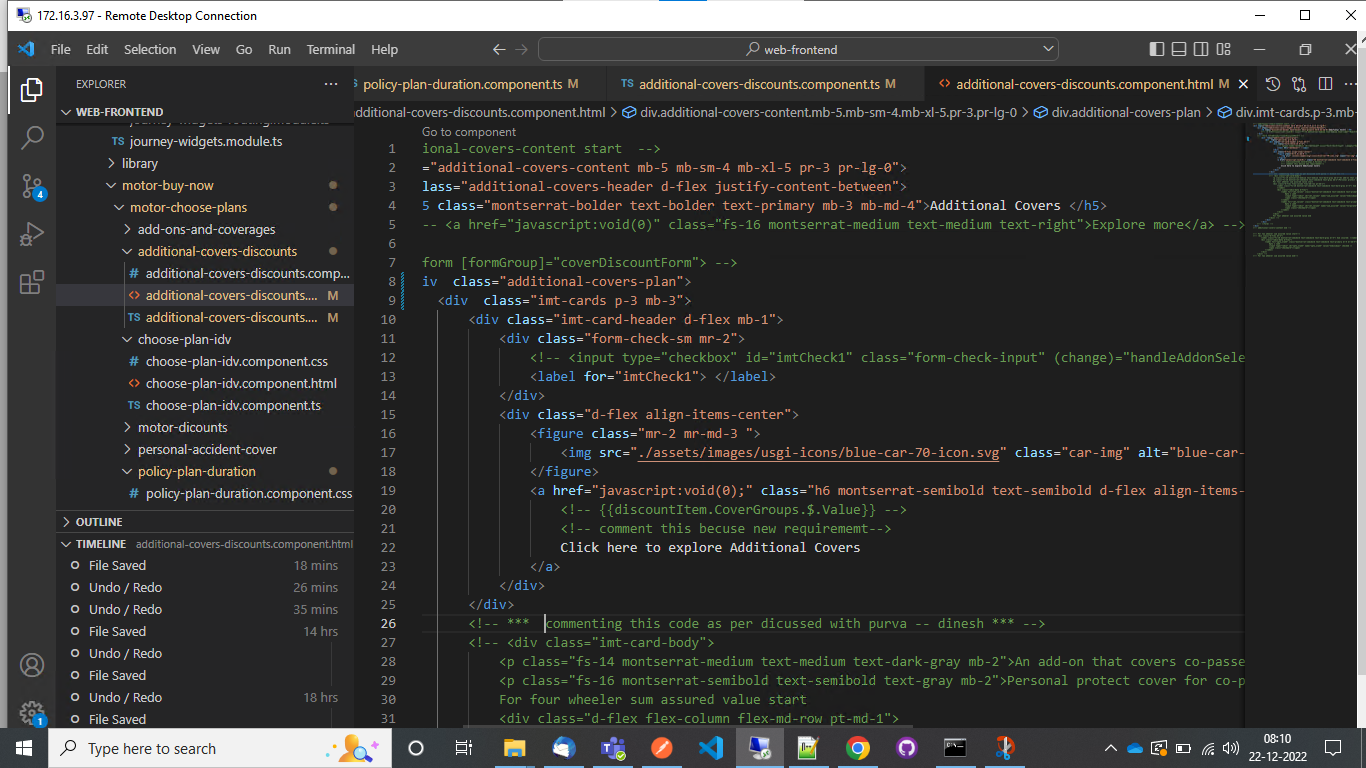 172.16.3.97 - Remote Desktop Connection
File Edit Selection View Go Run Terminal Help
web-frontend
EXPLORER
policy-plan-duration.component.ts M
TS additional-covers-discounts.component.ts M
<> additional-covers-discounts.component.html M
WEB-FRONTEND
additional-covers-discounts.component.html > div.additional-covers-content.mb-5.mb-sm-4.mb-xl-5.pr-3.pr-lg-0 > div.additional-covers-plan > div.imt-cards.p-3.mb-
TS journey-widgets.module.ts
library
motor-buy-now
motor-choose-plans
add-ons-and-coverages
additional-covers-discounts
# additional-covers-discounts.comp...
<> additional-covers-discounts.... M
TS additional-covers-discounts.... M
choose-plan-idv
# choose-plan-idv.component.css
<> choose-plan-idv.component.html
TS choose-plan-idv.component.ts
motor-dicounts
personal-accident-cover
policy-plan-duration
# policy-plan-duration.component.css
OUTLINE
TIMELINE additional-covers-discounts.component.html
File Saved 18 mins
Undo / Redo 26 mins
Undo / Redo 35 mins
File Saved 14 hrs
Undo / Redo
File Saved
Undo / Redo 18 hrs
File Saved
4
1
Go to component
1 ional-covers-content start -->
2 ="additional-covers-content mb-5 mb-sm-4 mb-xl-5 pr-3 pr-lg-0">
3 lass="additional-covers-header d-flex justify-content-between">
4 5 class="montserrat-bolder text-bolder text-primary mb-3 mb-md-4">Additional Covers </h5>
5 -- <a href="javascript:void(0)" class="fs-16 montserrat-medium text-medium text-right">Explore more</a> -->
6
7 form [formGroup]="coverDiscountForm"> -->
8 iv class="additional-covers-plan">
9 <div class="imt-cards p-3 mb-3">
10 <div class="imt-card-header d-flex mb-1">
11 <div class="form-check-sm mr-2">
12 <!-- <input type="checkbox" id="imtCheck1" class="form-check-input" (change)="handleAddonSele
13 <label for="imtCheck1"> </label>
14 </div>
15 <div class="d-flex align-items-center">
16 <figure class="mr-2 mr-md-3 ">
17 <img src="./assets/images/usgi-icons/blue-car-70-icon.svg" class="car-img" alt="blue-car-
18 </figure>
19 <a href="javascript:void(0);" class="h6 montserrat-semibold text-semibold d-flex align-items-
20 <!-- {{discountItem.CoverGroups.$.Value}} -->
21 <!-- comment this becuse new requirememt-->
22 Click here to explore Additional Covers
23 </a>
24 </div>
25 </div>
26 <!-- *** commenting this code as per dicussed with purva -- dinesh *** -->
27 <!-- <div class="imt-card-body">
28 <p class="fs-14 montserrat-medium text-medium text-dark-gray mb-2">An add-on that covers co-passe
29 <p class="fs-16 montserrat-semibold text-semibold text-gray mb-2">Personal protect cover for co-p
30 For four wheeler sum assured value start
31 <div class="d-flex flex-column flex-md-row pt-md-1">
Type here to search
08:10
22-12-2022